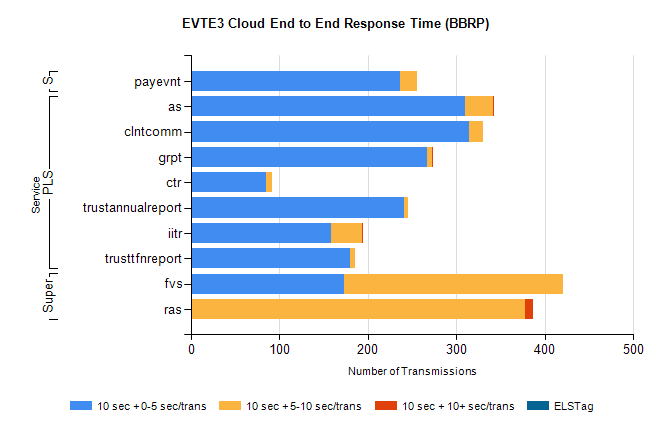 EVTE3 Cloud End to End Response Time (BBRP)
Service
S
PLS
Super
payevnt
as
clntcomm
grpt
ctr
trustannualreport
iitr
trusttfnreport
fvs
ras
0 100 200 300 400 500
Number of Transmissions
10 sec +0-5 sec/trans 10 sec +5-10 sec/trans 10 sec + 10+ sec/trans ELSTag